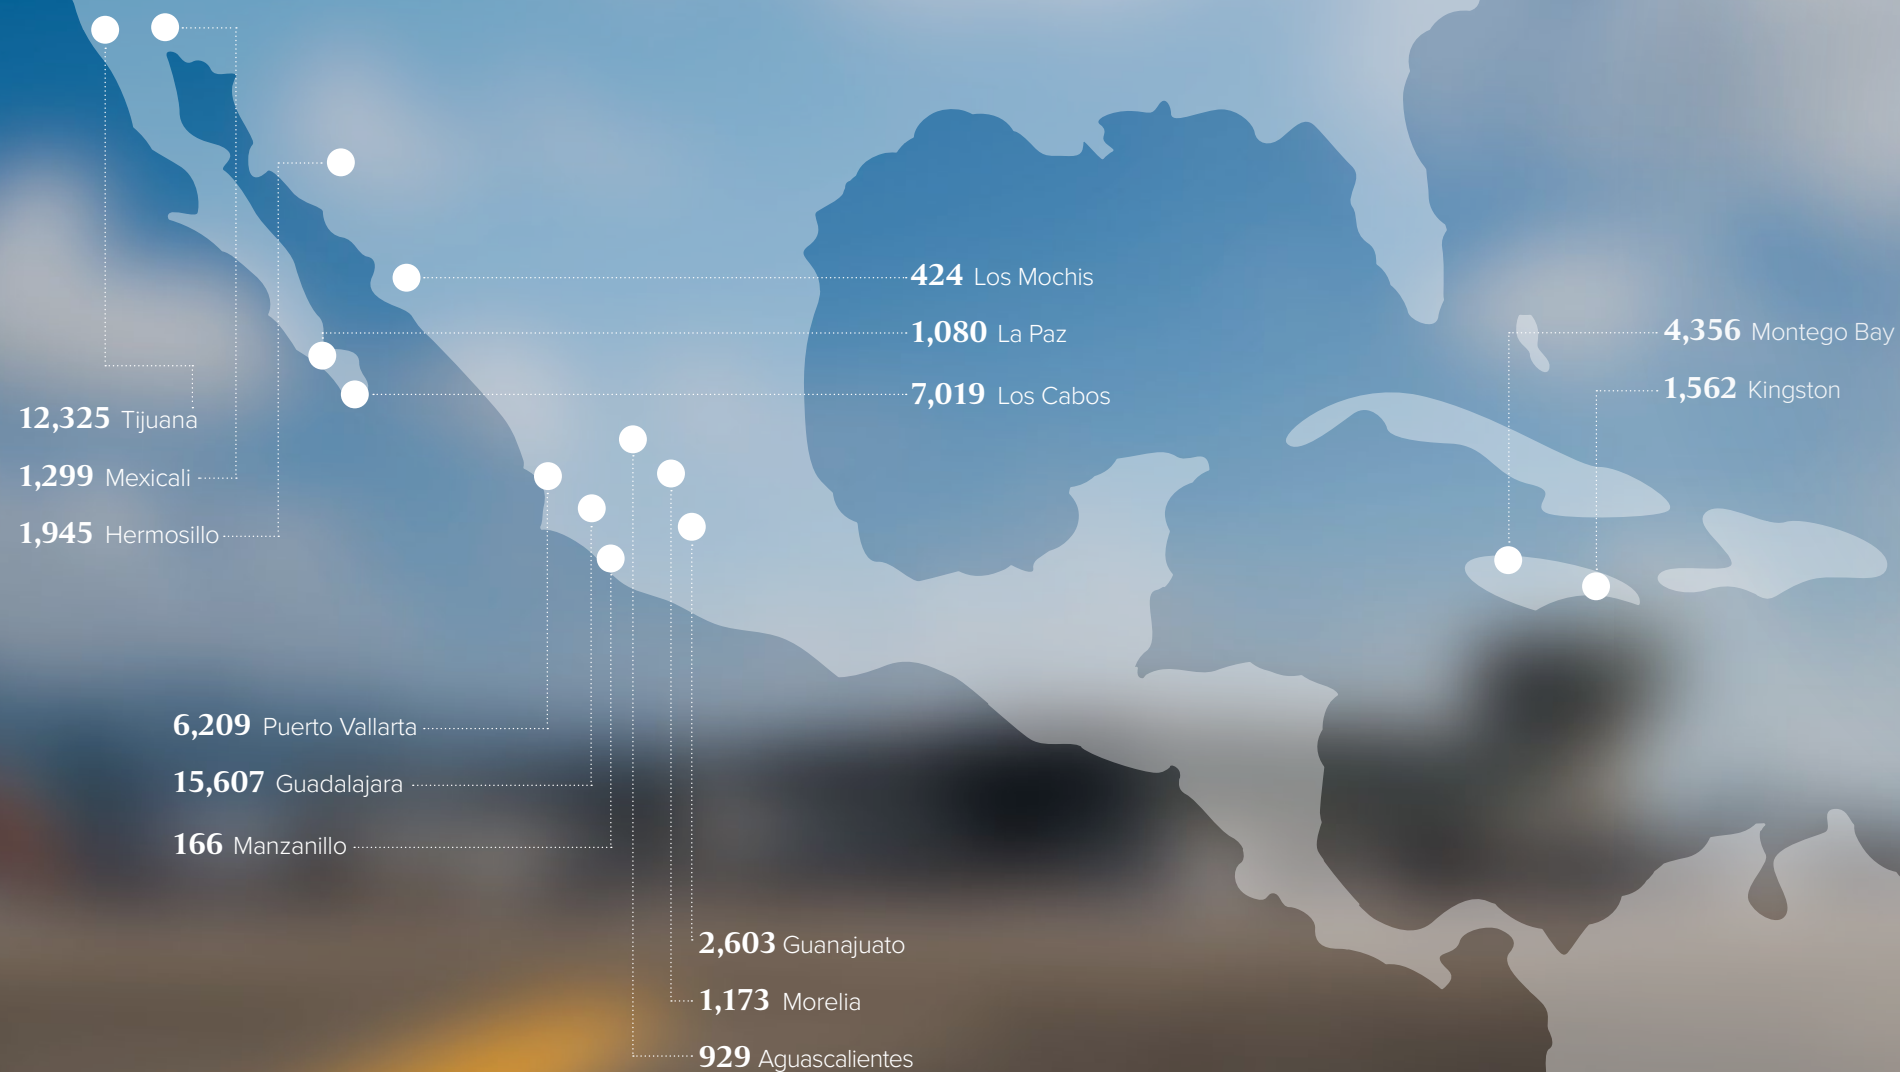 424 Los Mochis
1,080 La Paz
7,019 Los Cabos
4,356 Montego Bay
1,562 Kingston
12,325 Tijuana
1,299 Mexicali
1,945 Hermosillo
6,209 Puerto Vallarta
15,607 Guadalajara
166 Manzanillo
2,603 Guanajuato
1,173 Morelia
929 Aguascalientes